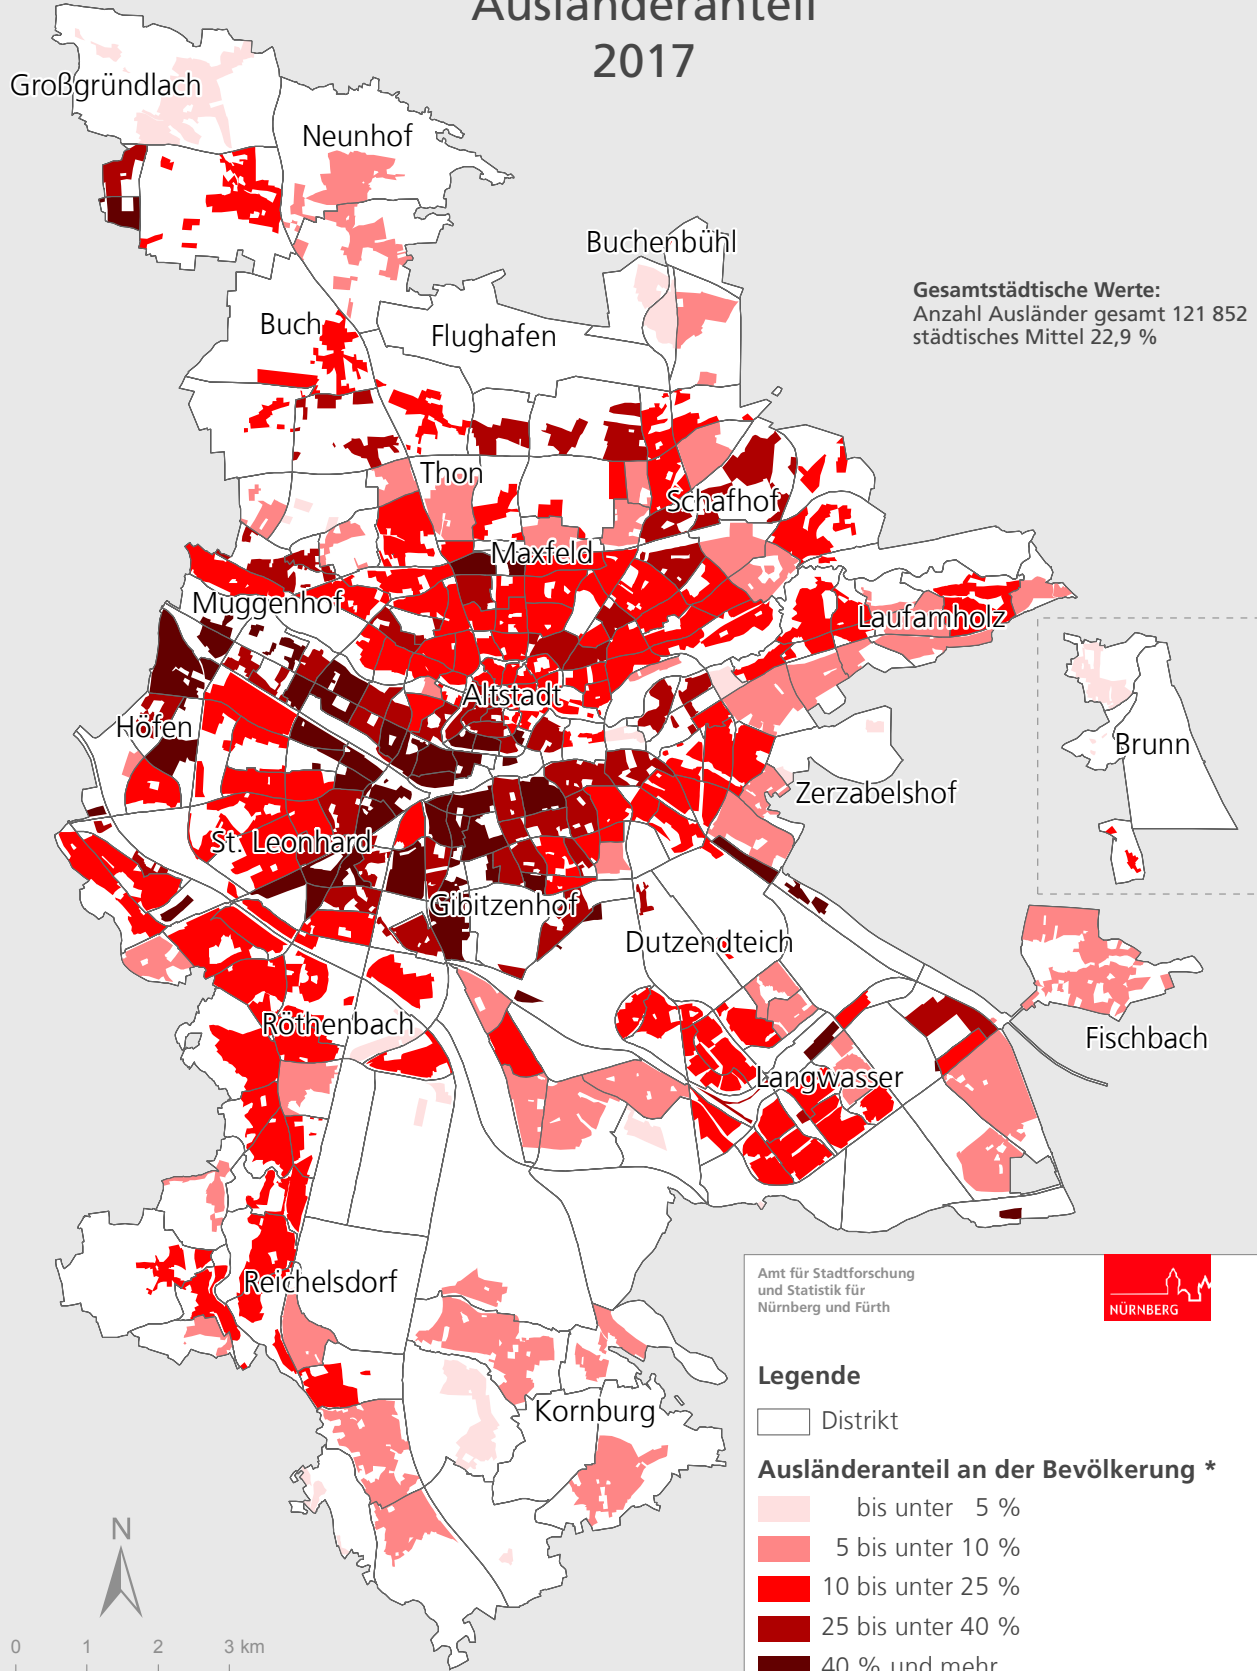 Ausländeranteil
2017
Großgründlach
Neunhof
Buchenbühl
Gesamtstädtische Werte:
Anzahl Ausländer gesamt 121 852
städtisches Mittel 22,9 %
Buch
Flughafen
Thon
Schafhof
Maxfeld
Muggenhof
Laufamholz
Altstadt
Höfen
Brunn
Zerzabelshof
St. Leonhard
Gibitzenhof
Dutzendteich
Röthenbach
Fischbach
Langwasser
Reichelsdorf
Kornburg
Amt für Stadtforschung
und Statistik für
Nürnberg und Fürth
NÜRNBERG
Legende
Distrikt
Ausländeranteil an der Bevölkerung *
bis unter 5 %
5 bis unter 10 %
10 bis unter 25 %
25 bis unter 40 %
40 % und mehr
N
0 1 2 3 km